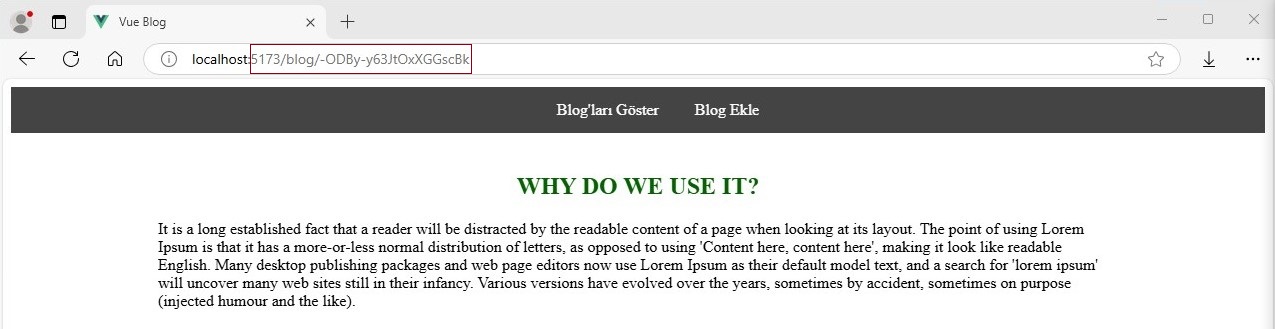 Vue Blog
localhost:5173/blog/-ODBy-y63JtOxXGGscBk
Blog'ları Göster Blog Ekle
WHY DO WE USE IT?
It is a long established fact that a reader will be distracted by the readable content of a page when looking at its layout. The point of using Lorem
Ipsum is that it has a more-or-less normal distribution of letters, as opposed to using 'Content here, content here', making it look like readable
English. Many desktop publishing packages and web page editors now use Lorem Ipsum as their default model text, and a search for 'lorem ipsum'
will uncover many web sites still in their infancy. Various versions have evolved over the years, sometimes by accident, sometimes on purpose
(injected humour and the like).